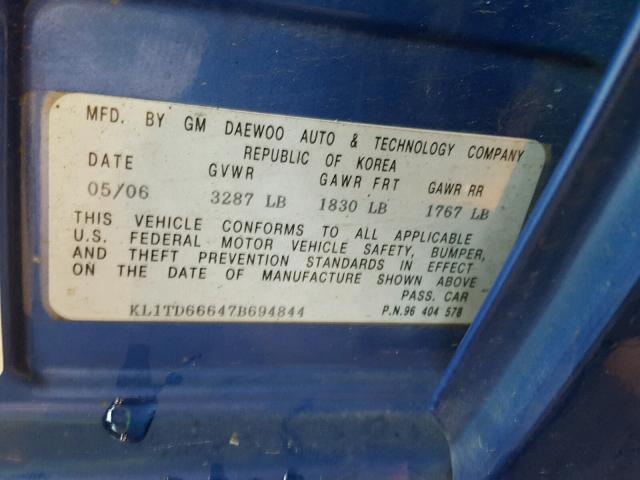 MFD. BY GM DAEWOO AUTO & TECHNOLOGY COMPANY
REPUBLIC OF KOREA
DATE GVWR GAWR FRT GAWR RR
05/06 3287 LB 1830 LB 1767 LB
THIS VEHICLE CONFORMS TO ALL APPLICABLE
U.S. FEDERAL MOTOR VEHICLE SAFETY, BUMPER,
AND THEFT PREVENTION STANDARDS IN EFFECT
ON THE DATE OF MANUFACTURE SHOWN ABOVE
PASS. CAR
KL1TD66647B694844 P.N.96 404 578